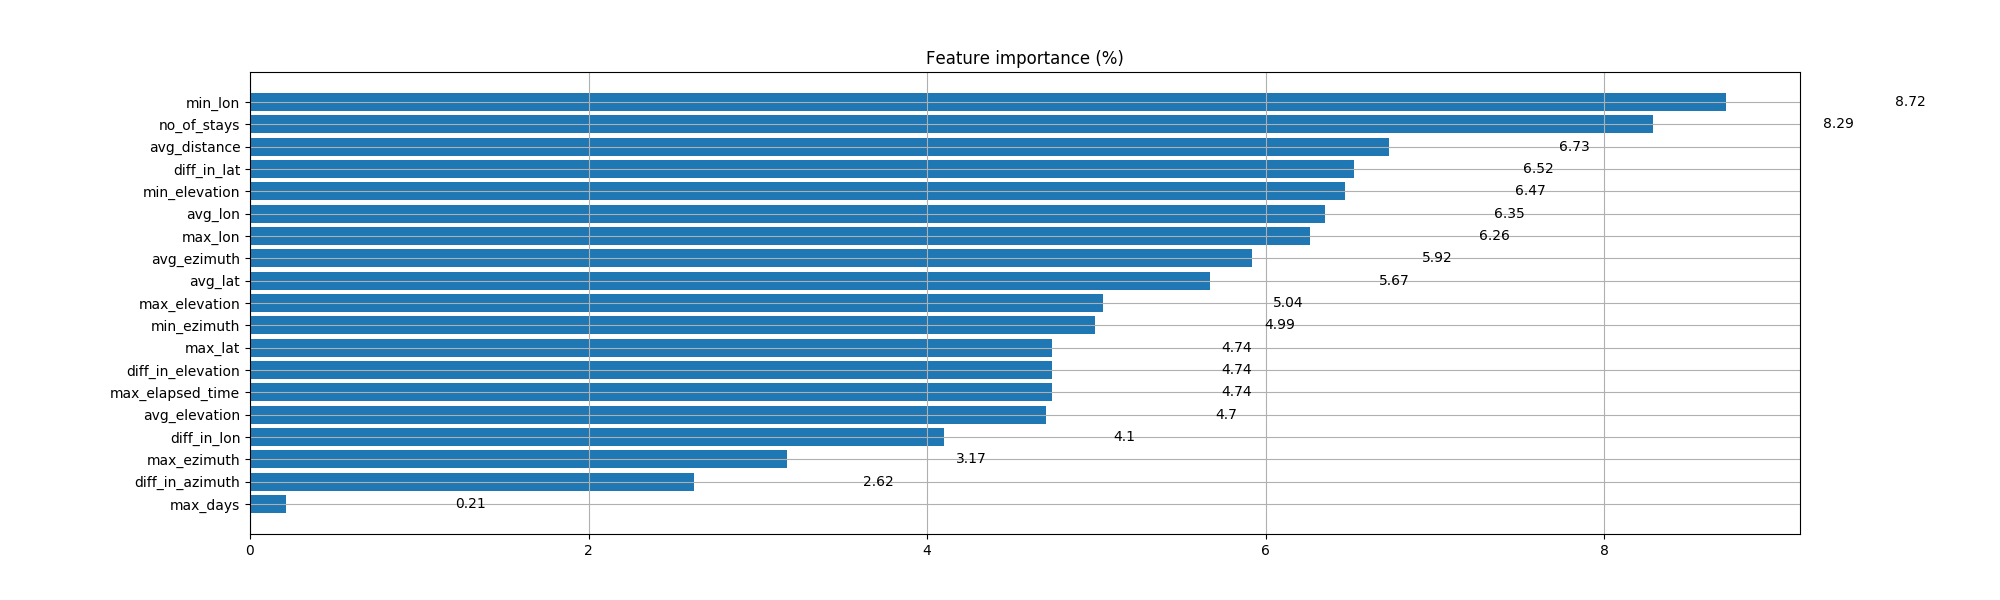 Feature importance (%)
min_lon 8.72
no_of_stays 8.29
avg_distance 6.73
diff_in_lat 6.52
min_elevation 6.47
avg_lon 6.35
max_lon 6.26
avg_ezimuth 5.92
avg_lat 5.67
max_elevation 5.04
min_ezimuth 4.99
max_lat 4.74
diff_in_elevation 4.74
max_elapsed_time 4.74
avg_elevation 4.7
diff_in_lon 4.1
max_ezimuth 3.17
diff_in_azimuth 2.62
max_days 0.21
0 2 4 6 8